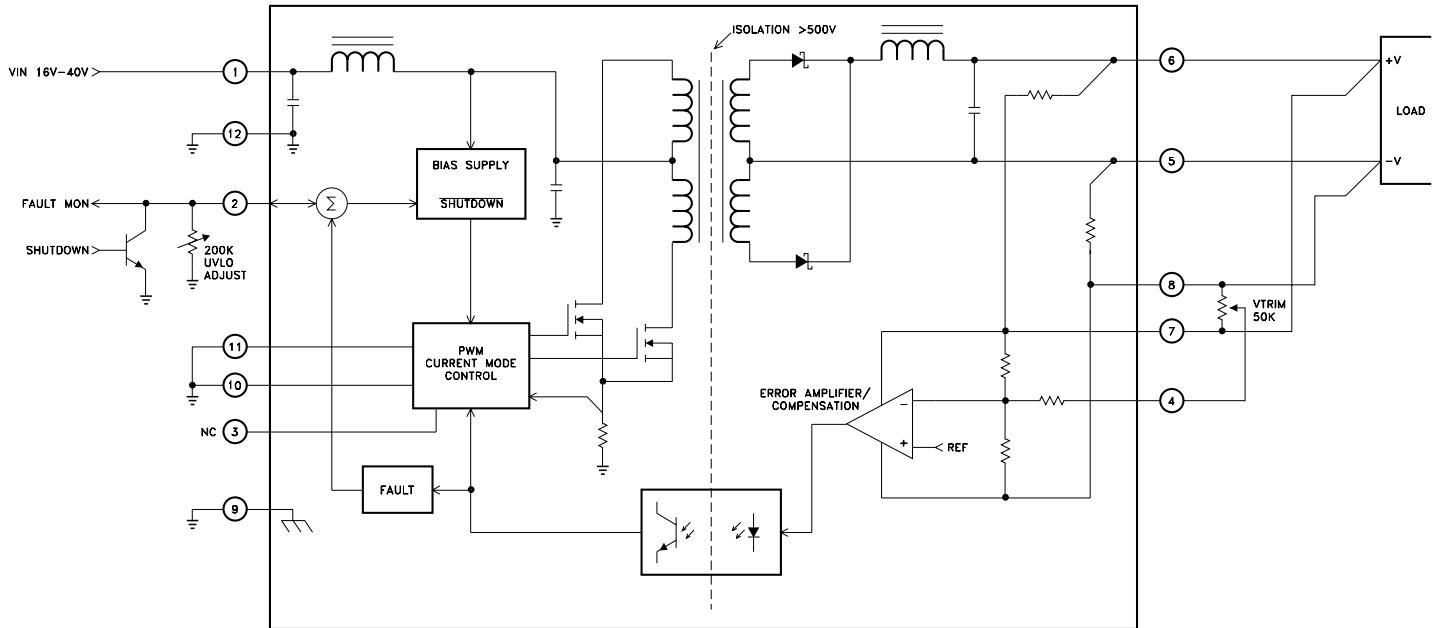 ISOLATION >500V
VIN 16V-40V
1
6
+V
LOAD
12
BIAS SUPPLY
SHUTDOWN
5
-V
FAULT MON
2
Σ
SHUTDOWN
200K
UVLO
ADJUST
8
VTRIM
50K
7
11
PWM
CURRENT MODE
CONTROL
10
ERROR AMPLIFIER/
COMPENSATION
-
+
REF
4
NC
3
FAULT
9